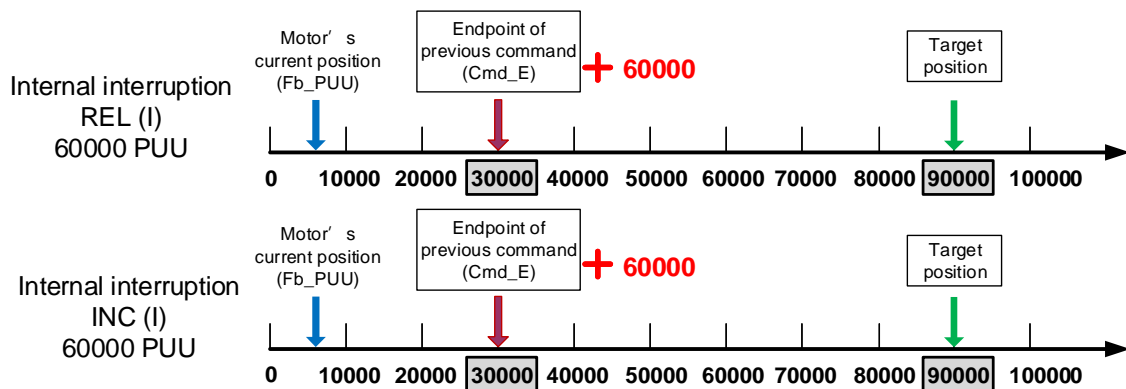 Internal interruption
REL (I)
60000 PUU
Motor's
current position
(Fb_PUU)
Endpoint of
previous command
(Cmd_E)
+ 60000
Target
position
0 10000 20000 30000 40000 50000 60000 70000 80000 90000 100000
Internal interruption
INC (I)
60000 PUU
Motor's
current position
(Fb_PUU)
Endpoint of
previous command
(Cmd_E)
+ 60000
Target
position
0 10000 20000 30000 40000 50000 60000 70000 80000 90000 100000